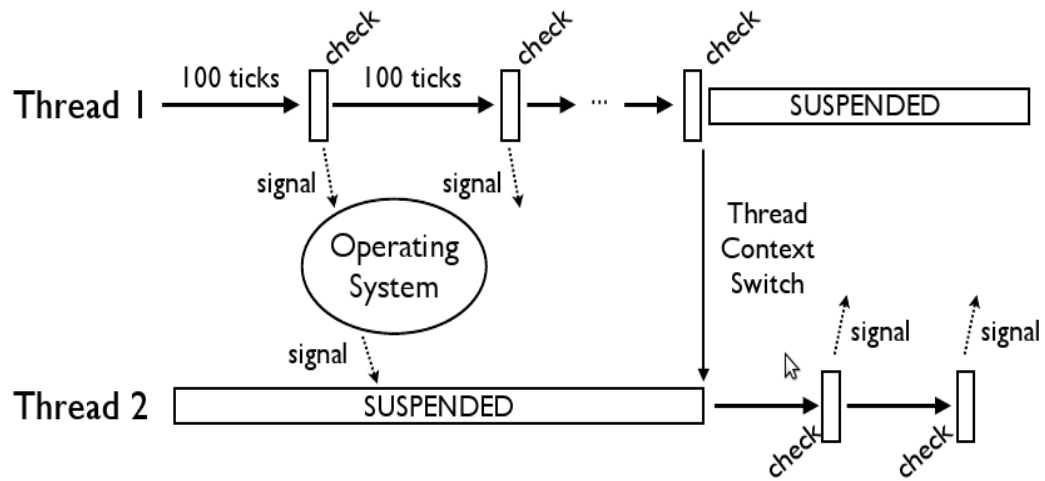 check
check
check
100 ticks
100 ticks
...
Thread 1
SUSPENDED
signal
signal
Operating
System
Thread
Context
Switch
signal
signal
signal
Thread 2
SUSPENDED
check
check